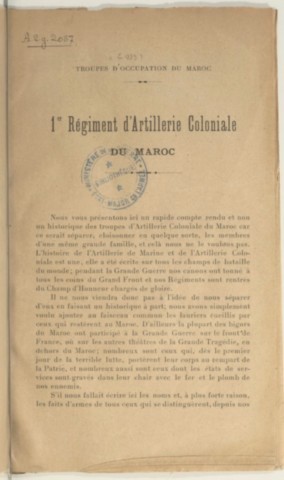 A2g 2007
TROUPES D'OCCUPATION DU MAROC
1er Régiment d'Artillerie Coloniale
DU MAROC
Nous vous présentons ici un rapide compte rendu et non
un historique des troupes d'Artillerie Coloniale du Maroc car
ce serait séparer, cloisonner en quelque sorte, les membres
d'une même grande famille, et celà nous ne le voulons pas.
L'histoire de l'Artillerie de Marine et de l'Artillerie Colo-
niale est une, elle a été écrite sur tous les champs de bataille
du monde; pendant la Grande Guerre nos canons ont tonné à
tous les coins du Grand Front et nos Régiments sont rentrés
du Champ d'Honneur chargés de gloire.
Il ne nous viendra donc pas à l'idée de nous séparer
d'eux en faisant un historique à part, nous avons simplement
voulu ajouter au faisceau commun les lauriers cueillis par
ceux qui restèrent au Maroc. D'ailleurs la plupart des bigors
du Maroc ont participé à la Grande Guerre sur le front de
France, où sur les autres théâtres de la Grande Tragédie, en
dehors du Maroc; nombreux sont ceux qui, dès le premier
jour de la terrible lutte, portèrent leur corps au rempart de
la Patrie, et nombreux aussi sont ceux dont les états de ser-
vices sont gravés dans leur chair avec le fer et le plomb de
nos ennemis.
S'il nous fallait écrire ici les noms et, à plus forte raison,
les faits d'armes de tous ceux qui se distinguèrent, depuis nos